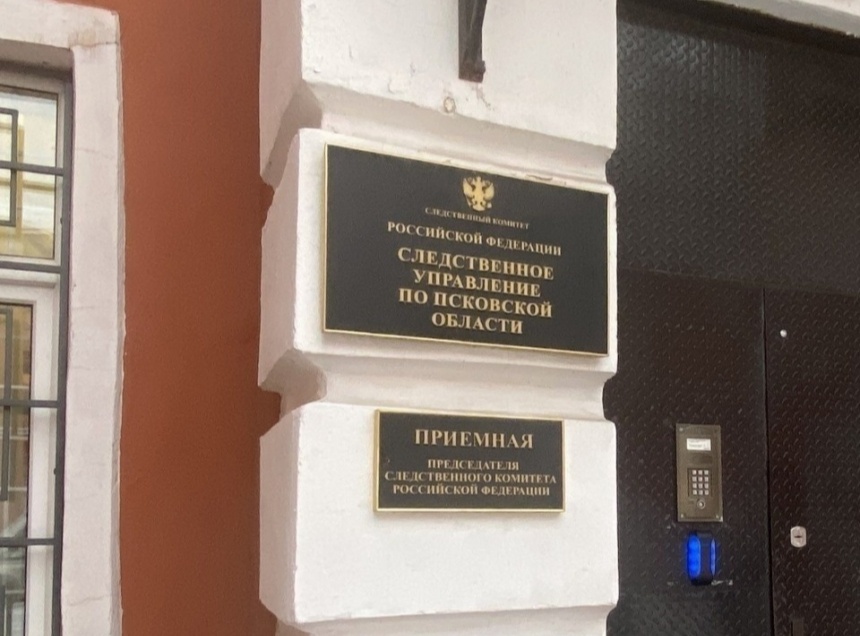 СЛЕДСТВЕННЫЙ КОМИТЕТ
РОССИЙСКОЙ ФЕДЕРАЦИИ
СЛЕДСТВЕННОЕ
УПРАВЛЕНИЕ
ПО ПСКОВСКОЙ
ОБЛАСТИ
ПРИЕМНАЯ
ПРЕДСЕДАТЕЛЯ
СЛЕДСТВЕННОГО КОМИТЕТА
РОССИЙСКОЙ ФЕДЕРАЦИИ